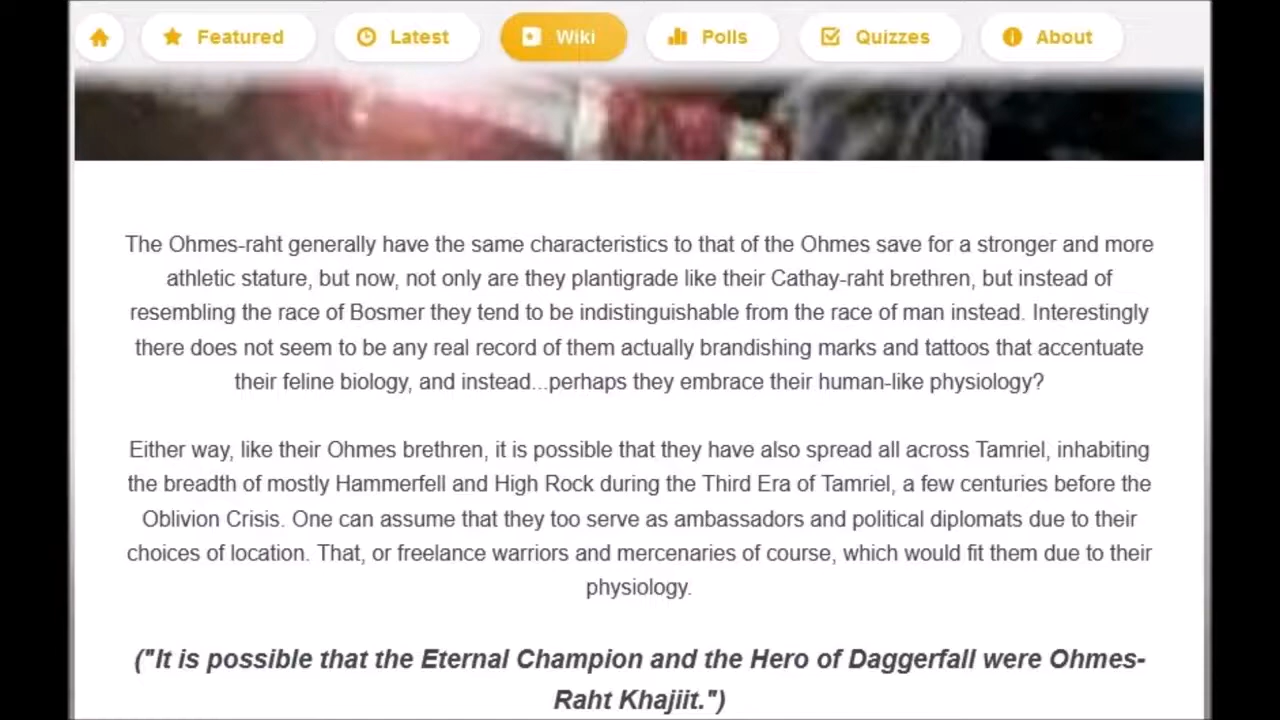 Featured Latest Wiki Polls Quizzes About
The Ohmes-raht generally have the same characteristics to that of the Ohmes save for a stronger and more
athletic stature, but now, not only are they plantigrade like their Cathay-raht brethren, but instead of
resembling the race of Bosmer they tend to be indistinguishable from the race of man instead. Interestingly
there does not seem to be any real record of them actually brandishing marks and tattoos that accentuate
their feline biology, and instead...perhaps they embrace their human-like physiology?
Either way, like their Ohmes brethren, it is possible that they have also spread all across Tamriel, inhabiting
the breadth of mostly Hammerfell and High Rock during the Third Era of Tamriel, a few centuries before the
Oblivion Crisis. One can assume that they too serve as ambassadors and political diplomats due to their
choices of location. That, or freelance warriors and mercenaries of course, which would fit them due to their
physiology.
("It is possible that the Eternal Champion and the Hero of Daggerfall were Ohmes-
Raht Khajiit.")